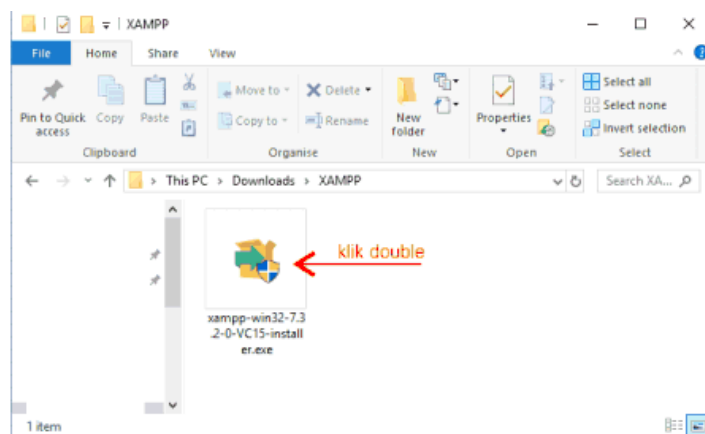 XAMPP
File Home Share View
Pin to Quick access
Copy
Paste
Move to
Copy to
Delete
Rename
New folder
Properties
Select all
Select none
Invert selection
Clipboard Organise New Open Select
This PC > Downloads > XAMPP
Search XA...
klik double
xampp-win32-7.3
.2-0-VC15-install
er.exe
1 item